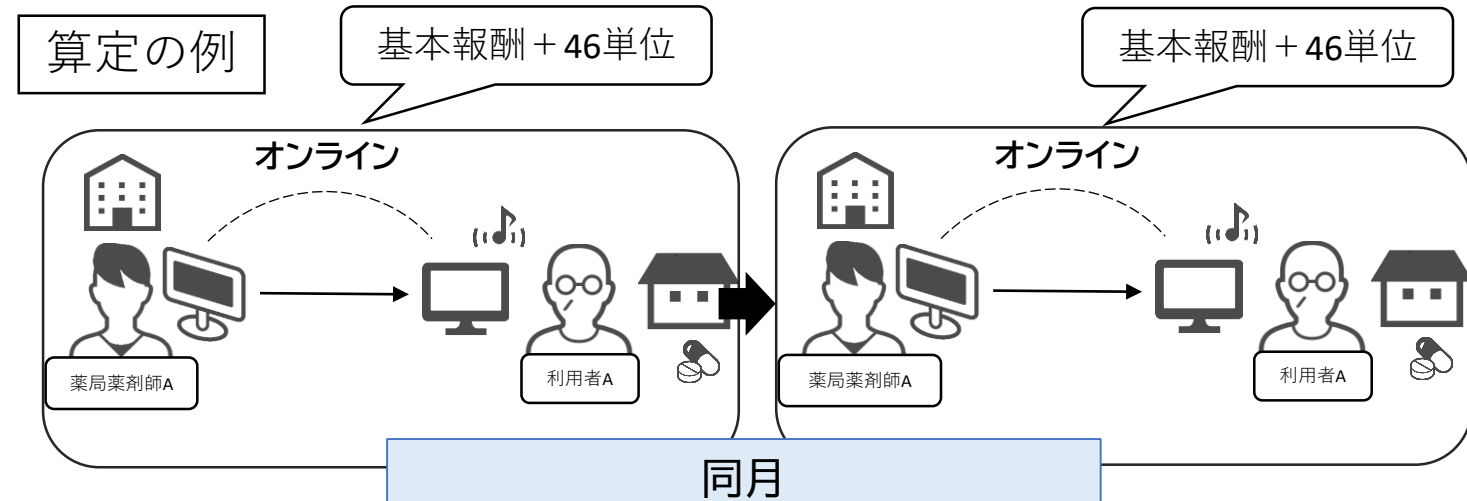 算定の例
基本報酬+46単位
オンライン
薬局薬剤師A
利用者A
基本報酬+46単位
オンライン
薬局薬剤師A
利用者A
同月